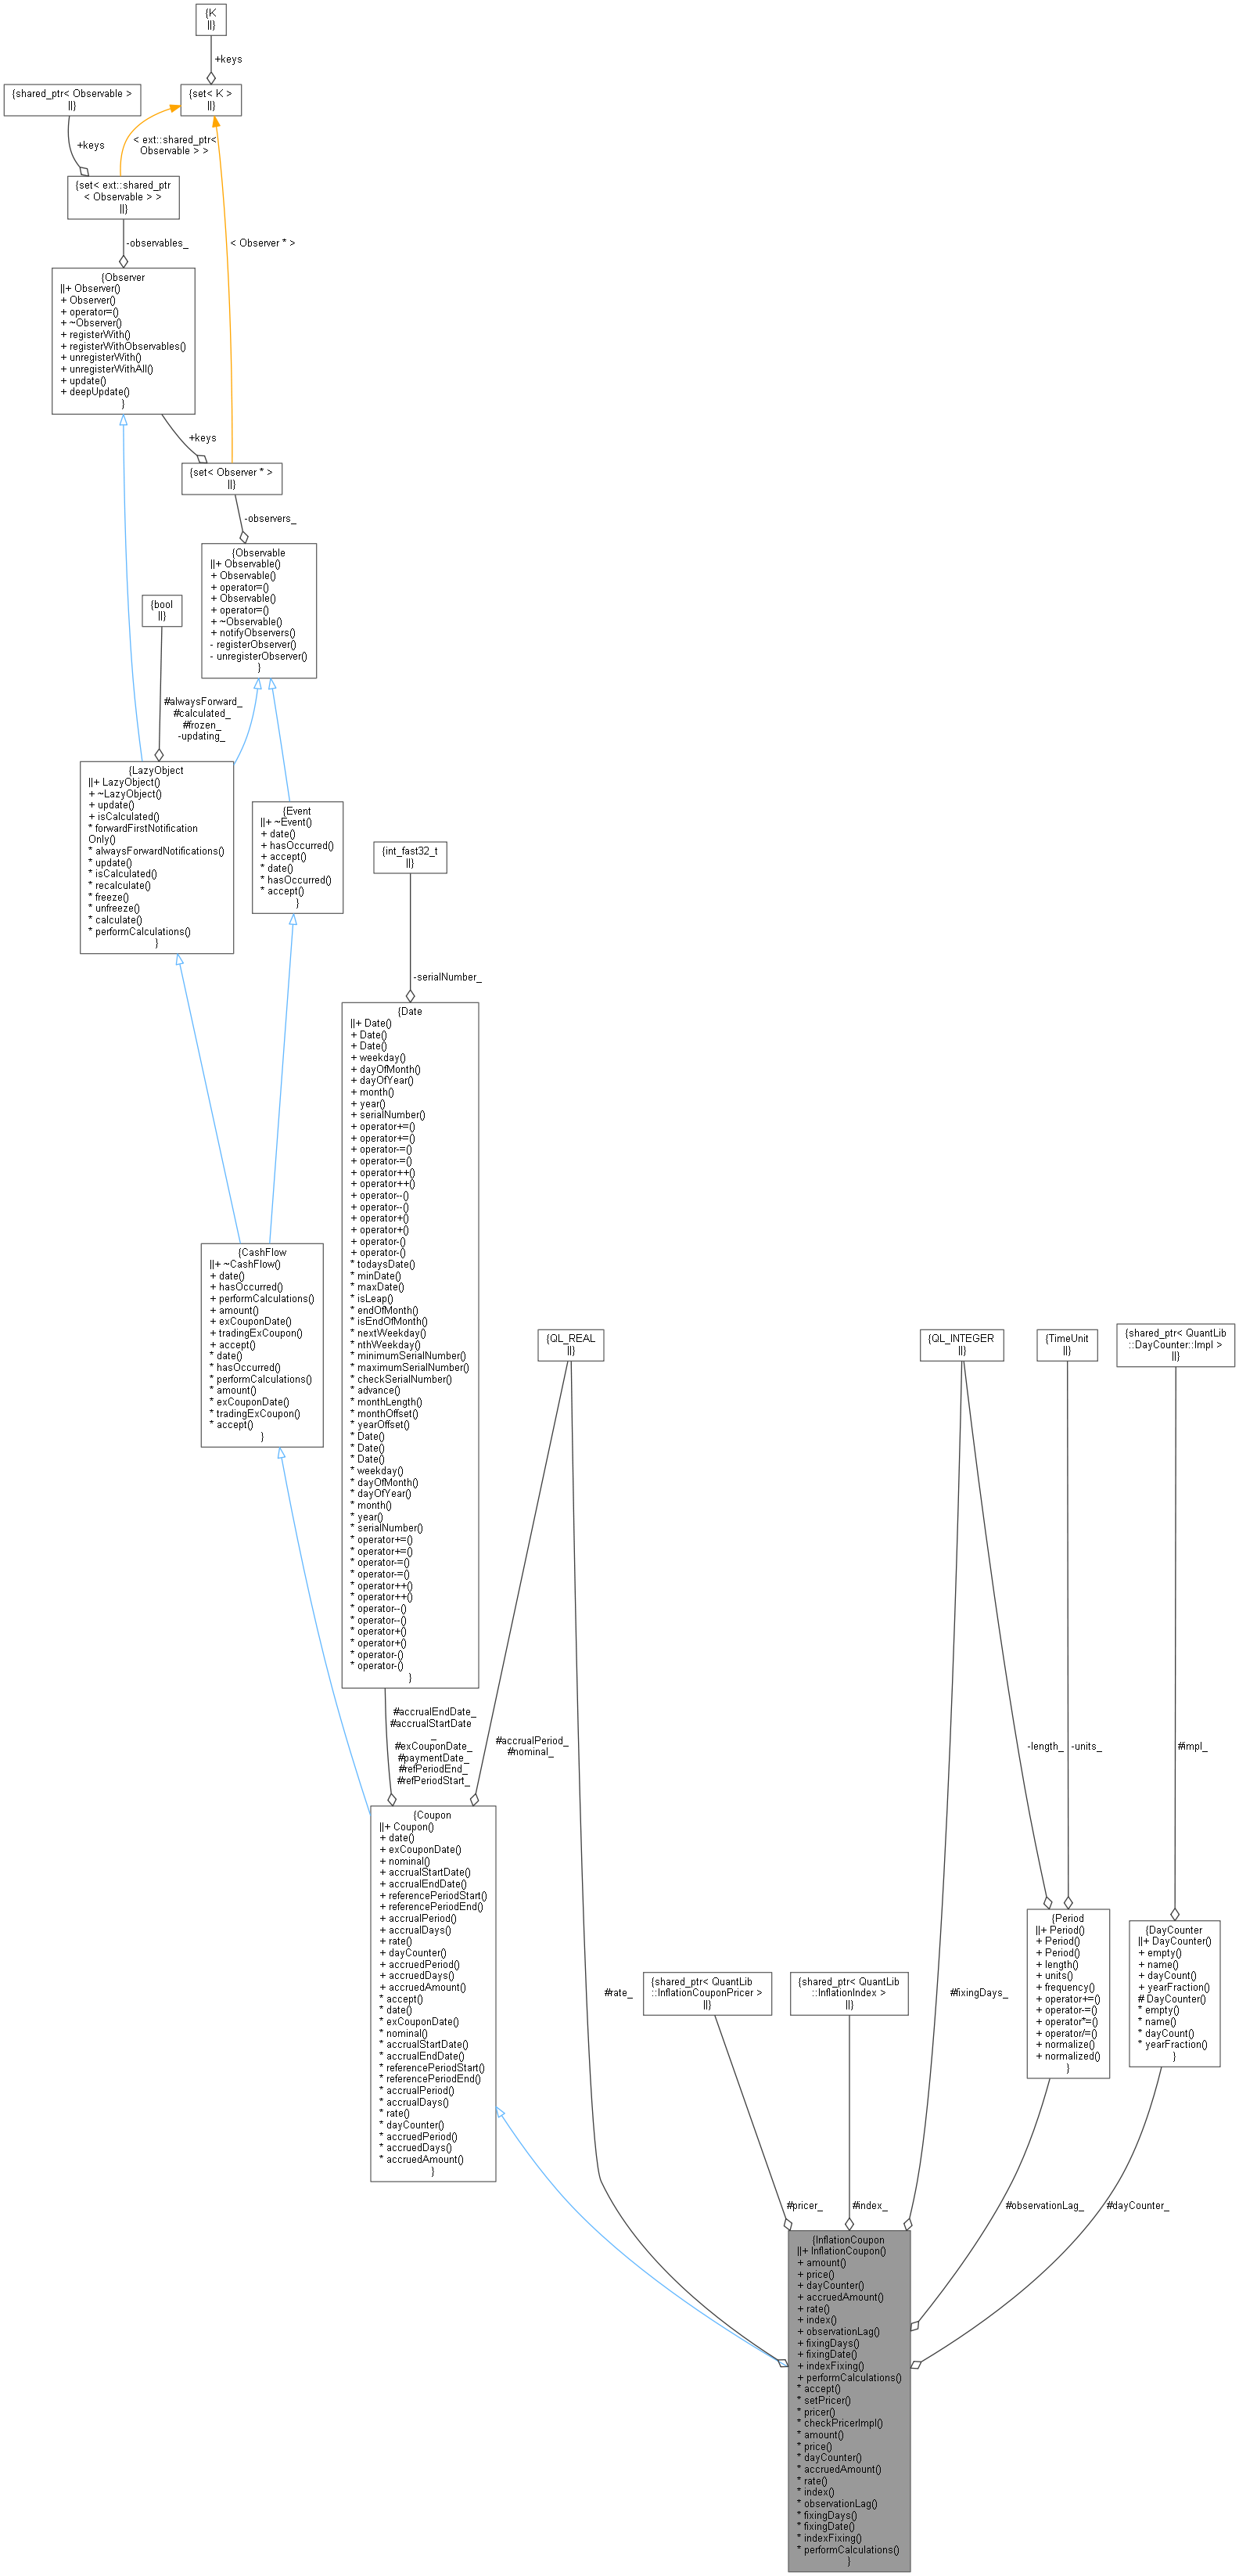 {K
||}
+keys
{shared_ptr< Observable >
||}
{set< K >
||}
+keys
< ext::shared_ptr<
Observable > >
{set< ext::shared_ptr
< Observable > >
||}
-observables_
< Observer * >
{Observer
||+ Observer()
+ Observer()
+ operator=()
+ ~Observer()
+ registerWith()
+ registerWithObservables()
+ unregisterWith()
+ unregisterWithAll()
+ update()
+ deepUpdate()
}
+keys
{set< Observer * >
||}
-observers_
{Observable
||+ Observable()
+ Observable()
+ operator=()
+ Observable()
+ operator=()
+ ~Observable()
+ notifyObservers()
- registerObserver()
- unregisterObserver()
}
{bool
||}
#alwaysForward_
#calculated_
#frozen_
-updating_
{LazyObject
||+ LazyObject()
+ ~LazyObject()
+ update()
+ isCalculated()
* forwardFirstNotification
Only()
* alwaysForwardNotifications()
* update()
* isCalculated()
* recalculate()
* freeze()
* unfreeze()
* calculate()
* performCalculations()
}
{Event
||+ ~Event()
+ date()
+ hasOccurred()
+ accept()
* date()
* hasOccurred()
* accept()
}
{int_fast32_t
||}
-serialNumber_
{Date
||+ Date()
+ Date()
+ Date()
+ weekday()
+ dayOfMonth()
+ dayOfYear()
+ month()
+ year()
+ serialNumber()
+ operator+=()
+ operator+=()
+ operator-=()
+ operator-=()
+ operator++()
+ operator++()
+ operator--()
+ operator--()
+ operator+()
+ operator+()
+ operator-()
+ operator-()
* todaysDate()
* minDate()
* maxDate()
* isLeap()
* endOfMonth()
* isEndOfMonth()
* nextWeekday()
* nthWeekday()
* minimumSerialNumber()
* maximumSerialNumber()
* checkSerialNumber()
* advance()
* monthLength()
* monthOffset()
* yearOffset()
* Date()
* Date()
* Date()
* weekday()
* dayOfMonth()
* dayOfYear()
* month()
* year()
* serialNumber()
* operator+=()
* operator+=()
* operator-=()
* operator-=()
* operator++()
* operator++()
* operator--()
* operator--()
* operator+()
* operator+()
* operator-()
* operator-()
}
{CashFlow
||+ ~CashFlow()
+ date()
+ hasOccurred()
+ performCalculations()
+ amount()
+ exCouponDate()
+ tradingExCoupon()
+ accept()
* date()
* hasOccurred()
* performCalculations()
* amount()
* exCouponDate()
* tradingExCoupon()
* accept()
}
{QL_REAL
||}
{QL_INTEGER
||}
{TimeUnit
||}
{shared_ptr< QuantLib
::DayCounter::Impl >
||}
#accrualEndDate_
#accrualStartDate
_
#exCouponDate_
#paymentDate_
#refPeriodEnd_
#refPeriodStart_
#accrualPeriod_
#nominal_
-length_
-units_
#impl_
{Coupon
||+ Coupon()
+ date()
+ exCouponDate()
+ nominal()
+ accrualStartDate()
+ accrualEndDate()
+ referencePeriodStart()
+ referencePeriodEnd()
+ accrualPeriod()
+ accrualDays()
+ rate()
+ dayCounter()
+ accruedPeriod()
+ accruedDays()
+ accruedAmount()
* accept()
* date()
* exCouponDate()
* nominal()
* accrualStartDate()
* accrualEndDate()
* referencePeriodStart()
* referencePeriodEnd()
* accrualPeriod()
* accrualDays()
* rate()
* dayCounter()
* accruedPeriod()
* accruedDays()
* accruedAmount()
}
#rate_
{shared_ptr< QuantLib
::InflationCouponPricer >
||}
{shared_ptr< QuantLib
::InflationIndex >
||}
#fixingDays_
{Period
||+ Period()
+ Period()
+ Period()
+ length()
+ units()
+ frequency()
+ operator+=()
+ operator-=()
+ operator*=()
+ operator/=()
+ normalize()
+ normalized()
}
{DayCounter
||+ DayCounter()
+ empty()
+ name()
+ dayCount()
+ yearFraction()
# DayCounter()
* empty()
* name()
* dayCount()
* yearFraction()
}
#pricer_
#index_
#observationLag_
#dayCounter_
{InflationCoupon
||+ InflationCoupon()
+ amount()
+ price()
+ dayCounter()
+ accruedAmount()
+ rate()
+ index()
+ observationLag()
+ fixingDays()
+ fixingDate()
+ indexFixing()
+ performCalculations()
* accept()
* setPricer()
* pricer()
* checkPricerImpl()
* amount()
* price()
* dayCounter()
* accruedAmount()
* rate()
* index()
* observationLag()
* fixingDays()
* fixingDate()
* indexFixing()
* performCalculations()
}